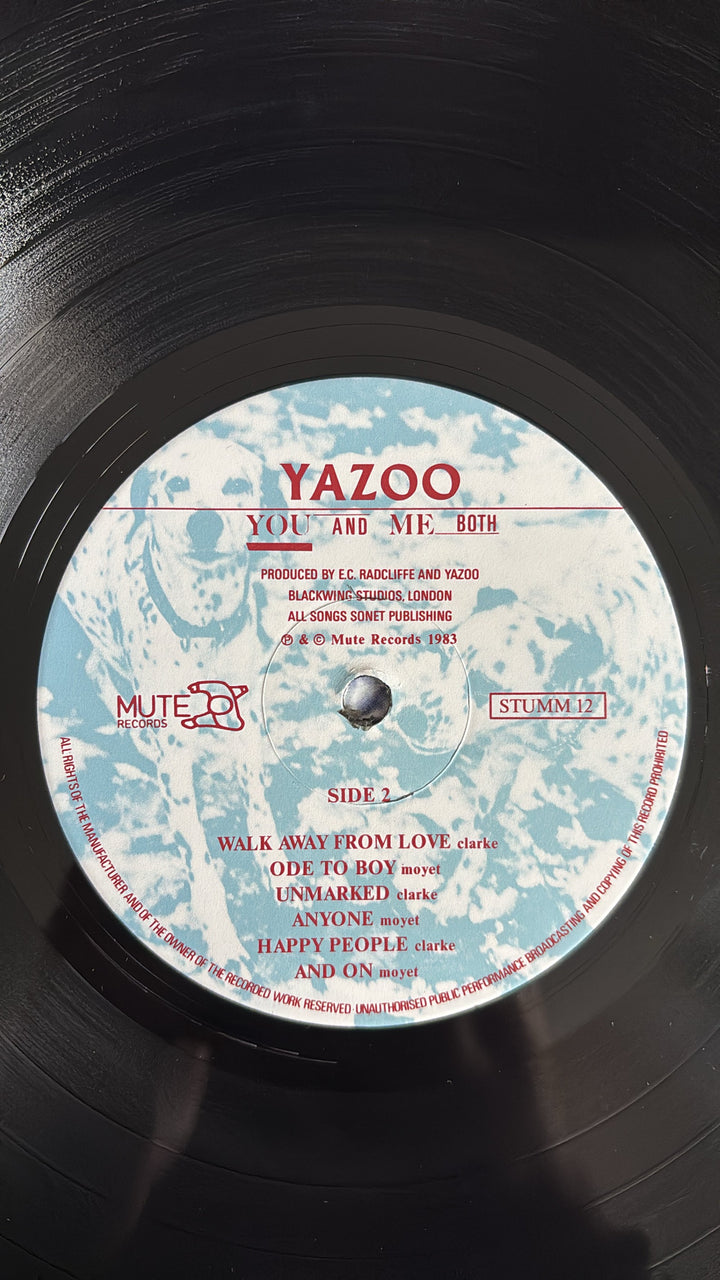 YAZOO
YOU AND ME BOTH
PRODUCED BY E.C. RADCLIFFE AND YAZOO
BLACKWING STUDIOS, LONDON
ALL SONGS SONET PUBLISHING
℗ & © Mute Records 1983
MUTE
RECORDS
STUMM 12
SIDE 2
WALK AWAY FROM LOVE clarke
ODE TO BOY moyet
UNMARKED clarke
ANYONE moyet
HAPPY PEOPLE clarke
AND ON moyet
ALL RIGHTS OF THE MANUFACTURER AND OF THE OWNER OF THE RECORDED WORK RESERVED·UNAUTHORISED PUBLIC PERFORMANCE BROADCASTING AND COPYING OF THIS RECORD PROHIBITED